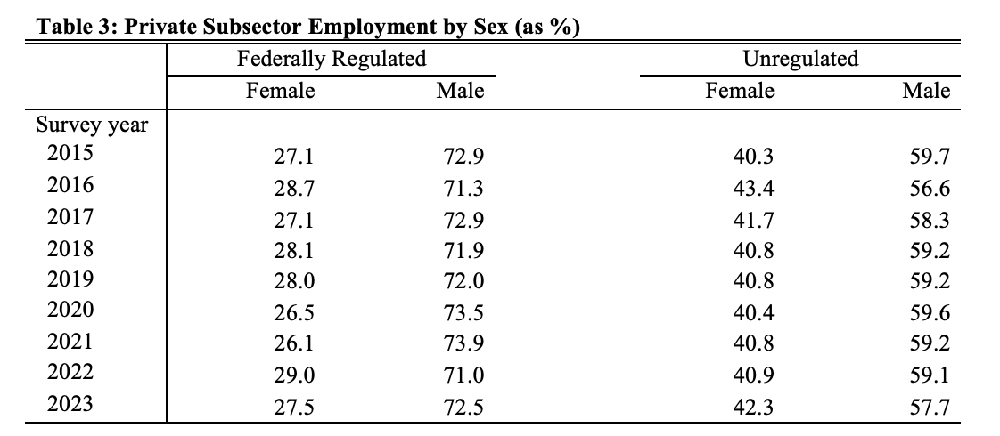 Table 3: Private Subsector Employment by Sex (as %)
Federally Regulated Unregulated
Female Male Female Male
Survey year
2015 27.1 72.9 40.3 59.7
2016 28.7 71.3 43.4 56.6
2017 27.1 72.9 41.7 58.3
2018 28.1 71.9 40.8 59.2
2019 28.0 72.0 40.8 59.2
2020 26.5 73.5 40.4 59.6
2021 26.1 73.9 40.8 59.2
2022 29.0 71.0 40.9 59.1
2023 27.5 72.5 42.3 57.7